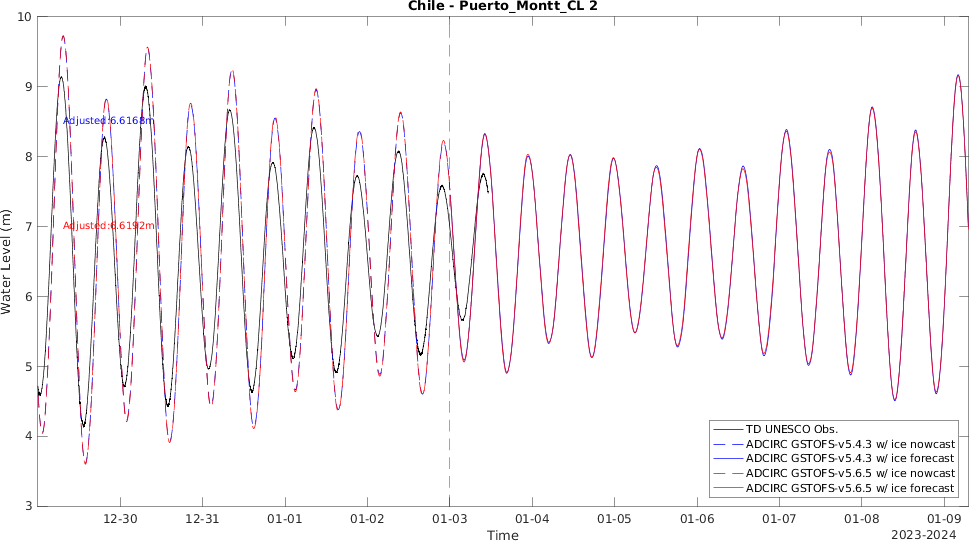 Chile - Puerto_Montt_CL 2
10
9
8
7
6
5
4
3
Water Level (m)
Adjusted:6.6168m
Adjusted:6.6192m
TD UNESCO Obs.
ADCIRC GSTOFS-v5.4.3 w/ ice nowcast
ADCIRC GSTOFS-v5.4.3 w/ ice forecast
ADCIRC GSTOFS-v5.6.5 w/ ice nowcast
ADCIRC GSTOFS-v5.6.5 w/ ice forecast
12-30 12-31 01-01 01-02 01-03 01-04 01-05 01-06 01-07 01-08 01-09
Time
2023-2024